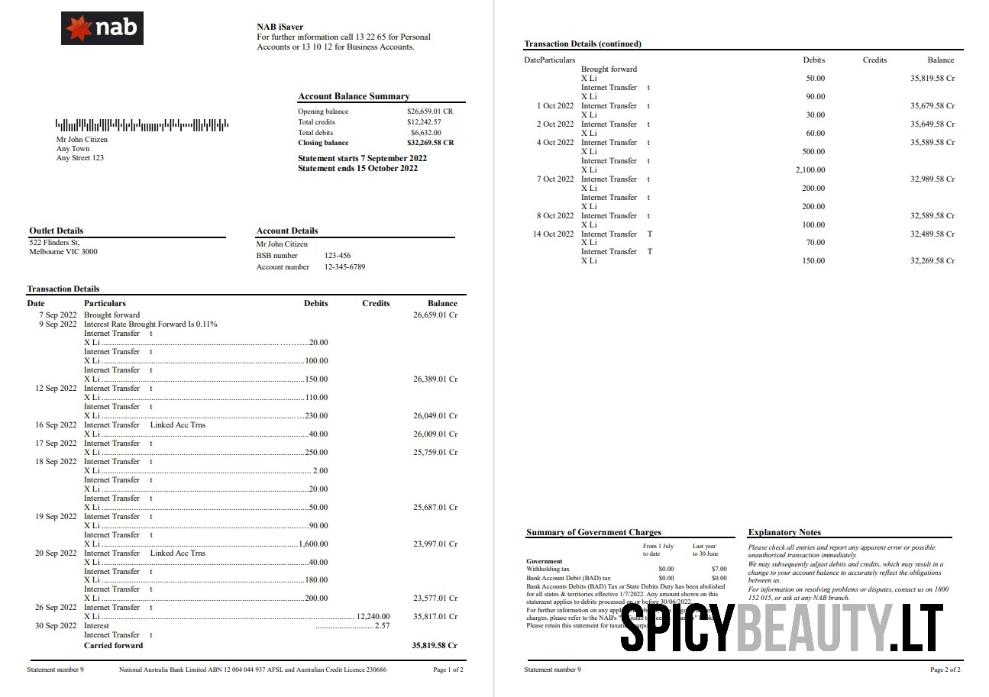 nab
NAB iSaver
For further information call 13 22 65 for Personal
Accounts or 13 10 12 for Business Accounts.
Account Balance Summary
Opening balance $26,659.01 CR
Total credits $12,242.57
Total debits $6,632.00
Closing balance $32,269.58 CR
Statement starts 7 September 2022
Statement ends 15 October 2022
Mr John Citizen
Any Town
Any Street 123
Outlet Details
522 Flinders St,
Melbourne VIC 3000
Account Details
Mr John Citizen
BSB number 123-456
Account number 12-345-6789
Transaction Details
Date Particulars Debits Credits Balance
7 Sep 2022 Brought forward 26,659.01 Cr
9 Sep 2022 Interest Rate Brought Forward Is 0.11%
Internet Transfer t
X Li 20.00
Internet Transfer t
X Li 100.00
Internet Transfer t
X Li 150.00 26,389.01 Cr
12 Sep 2022 Internet Transfer t
X Li 110.00
Internet Transfer t
X Li 230.00 26,049.01 Cr
16 Sep 2022 Internet Transfer Linked Acc Trns
X Li 40.00 26,009.01 Cr
17 Sep 2022 Internet Transfer t
X Li 250.00 25,759.01 Cr
18 Sep 2022 Internet Transfer t
X Li 2.00
Internet Transfer t
X Li 20.00
Internet Transfer t
X Li 50.00 25,687.01 Cr
19 Sep 2022 Internet Transfer t
X Li 90.00
Internet Transfer t
X Li 1,600.00 23,997.01 Cr
20 Sep 2022 Internet Transfer Linked Acc Trns
X Li 40.00
Internet Transfer t
X Li 180.00
Internet Transfer t
X Li 200.00 23,577.01 Cr
26 Sep 2022 Internet Transfer t
X Li 12,240.00 35,817.01 Cr
30 Sep 2022 Interest 2.57
Internet Transfer t
Carried forward 35,819.58 Cr
Statement number 9 National Australia Bank Limited ABN 12 004 044 937 AFSL and Australian Credit Licence 230686 Page 1 of 2
Transaction Details (continued)
DateParticulars Debits Credits Balance
Brought forward
X Li 50.00 35,819.58 Cr
Internet Transfer t
X Li 90.00
1 Oct 2022 Internet Transfer t 35,679.58 Cr
X Li 30.00
2 Oct 2022 Internet Transfer t 35,649.58 Cr
X Li 60.00
4 Oct 2022 Internet Transfer t 35,589.58 Cr
X Li 500.00
Internet Transfer t
X Li 2,100.00
7 Oct 2022 Internet Transfer t 32,989.58 Cr
X Li 200.00
Internet Transfer t
X Li 200.00
8 Oct 2022 Internet Transfer t 32,589.58 Cr
X Li 100.00
14 Oct 2022 Internet Transfer T 32,489.58 Cr
X Li 70.00
Internet Transfer T
X Li 150.00 32,269.58 Cr
Summary of Government Charges
From 1 July Last year
to date to 30 June
Government
Withholding tax $0.00 $7.00
Bank Account Debit (BAD) tax $0.00 $0.00
Bank Accounts Debits (BAD) Tax or State Debits Duty has been abolished
for all states & territories effective 1/7/2022. Any amount shown on this
statement applies to debits processed on or before 30/06/2022.
For further information on any
charges, please refer to the NAB's
Please retain this statement for taxation
Explanatory Notes
Please check all entries and report any apparent error or possible
unauthorised transaction immediately.
We may subsequently adjust debits and credits, which may result in a
change to your account balance to accurately reflect the obligations
between us.
For information on resolving problems or disputes, contact us on 1800
152 015, or ask at any NAB branch.
SPICYBEAUTY.LT
Statement number 9 Page 2 of 2